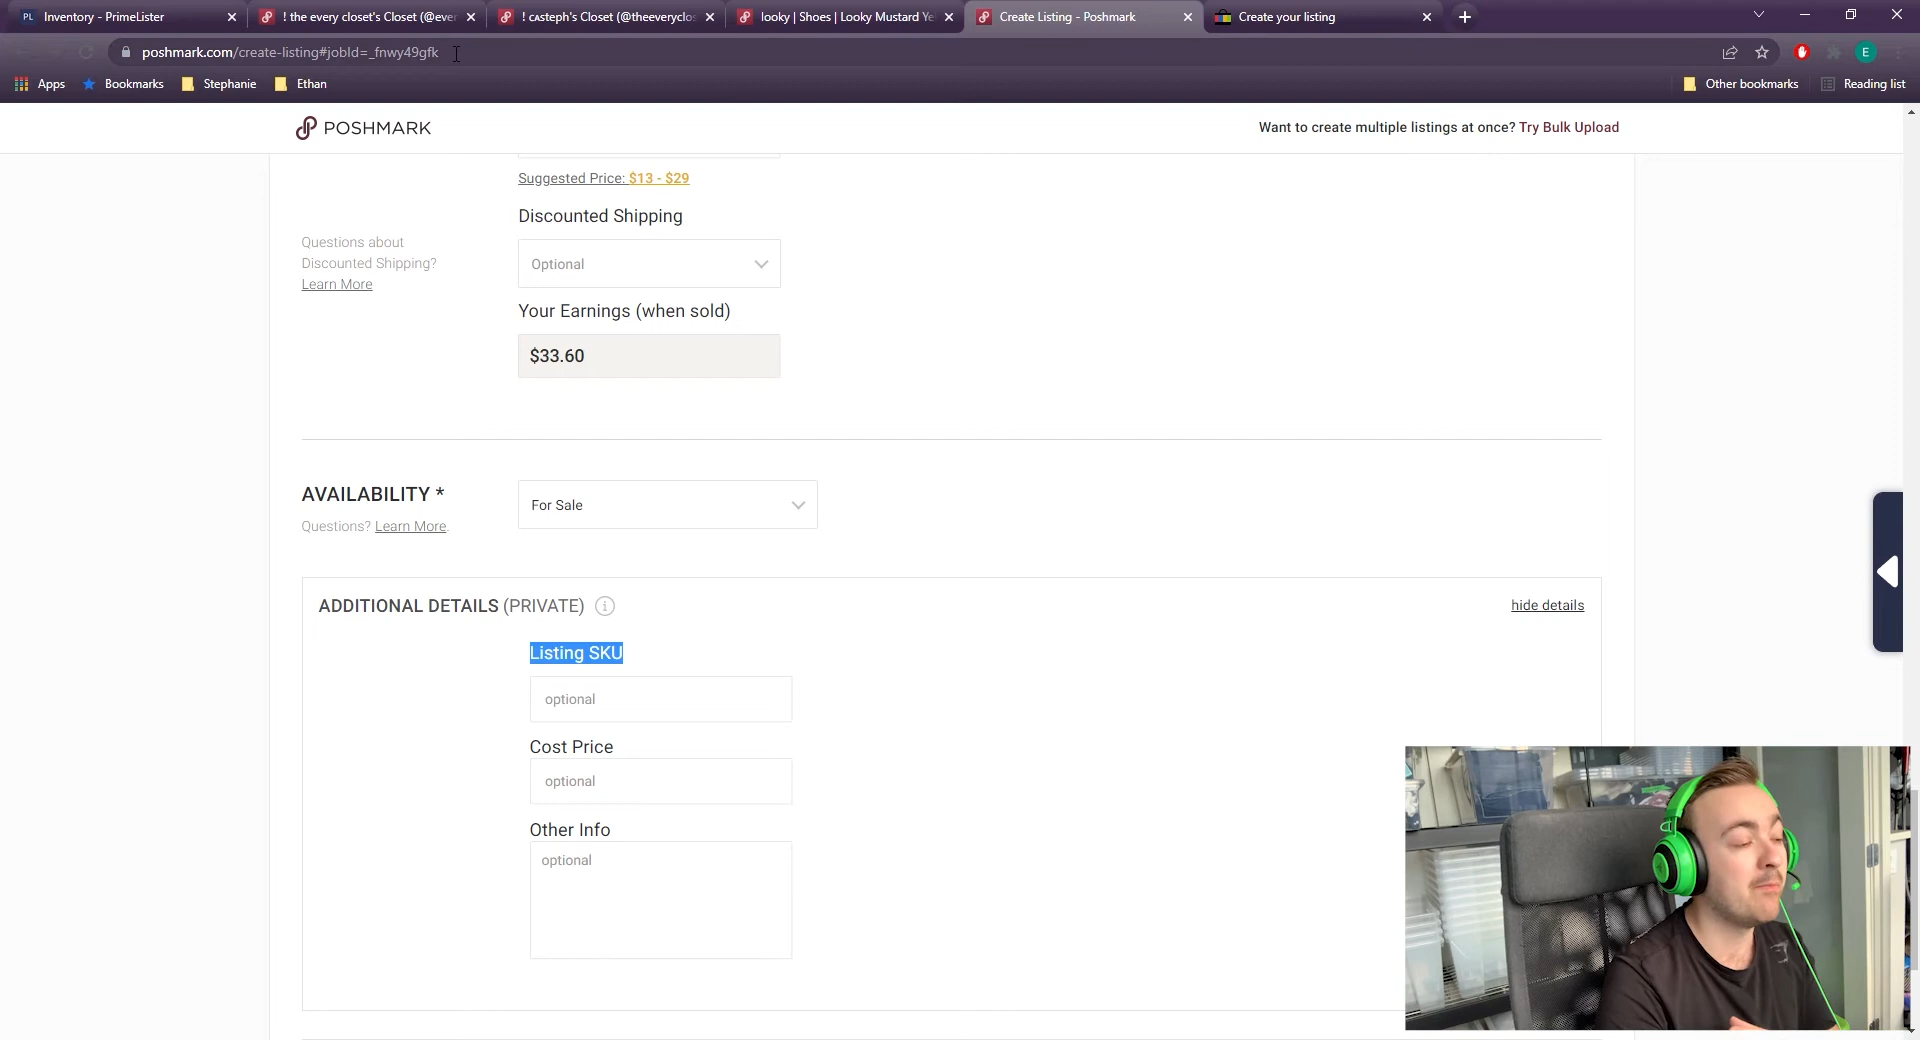 PL Inventory - PrimeLister
! the every closet's Closet (@ever
! cᴀsteph's Closet (@theeveryclos
looky | Shoes | Looky Mustard Ye
Create Listing - Poshmark
Create your listing
poshmark.com/create-listing#jobId=_fnwy49gfk
E
Apps
Bookmarks
Stephanie
Ethan
Other bookmarks
Reading list
POSHMARK
Want to create multiple listings at once? Try Bulk Upload
Suggested Price: $13 - $29
Discounted Shipping
Questions about
Discounted Shipping?
Learn More
Optional
Your Earnings (when sold)
$33.60
AVAILABILITY *
Questions? Learn More.
For Sale
ADDITIONAL DETAILS (PRIVATE)
hide details
Listing SKU
optional
Cost Price
optional
Other Info
optional